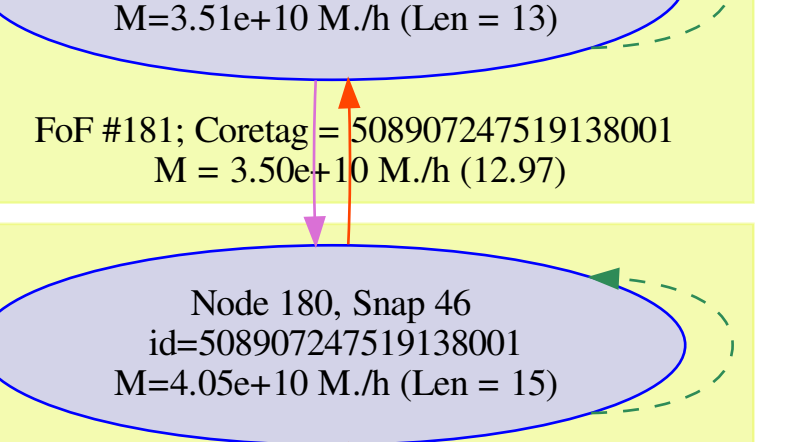 M=3.51e+10 M./h (Len = 13)
FoF #181; Coretag = 508907247519138001
M = 3.50e+10 M./h (12.97)
Node 180, Snap 46
id=508907247519138001
M=4.05e+10 M./h (Len = 15)